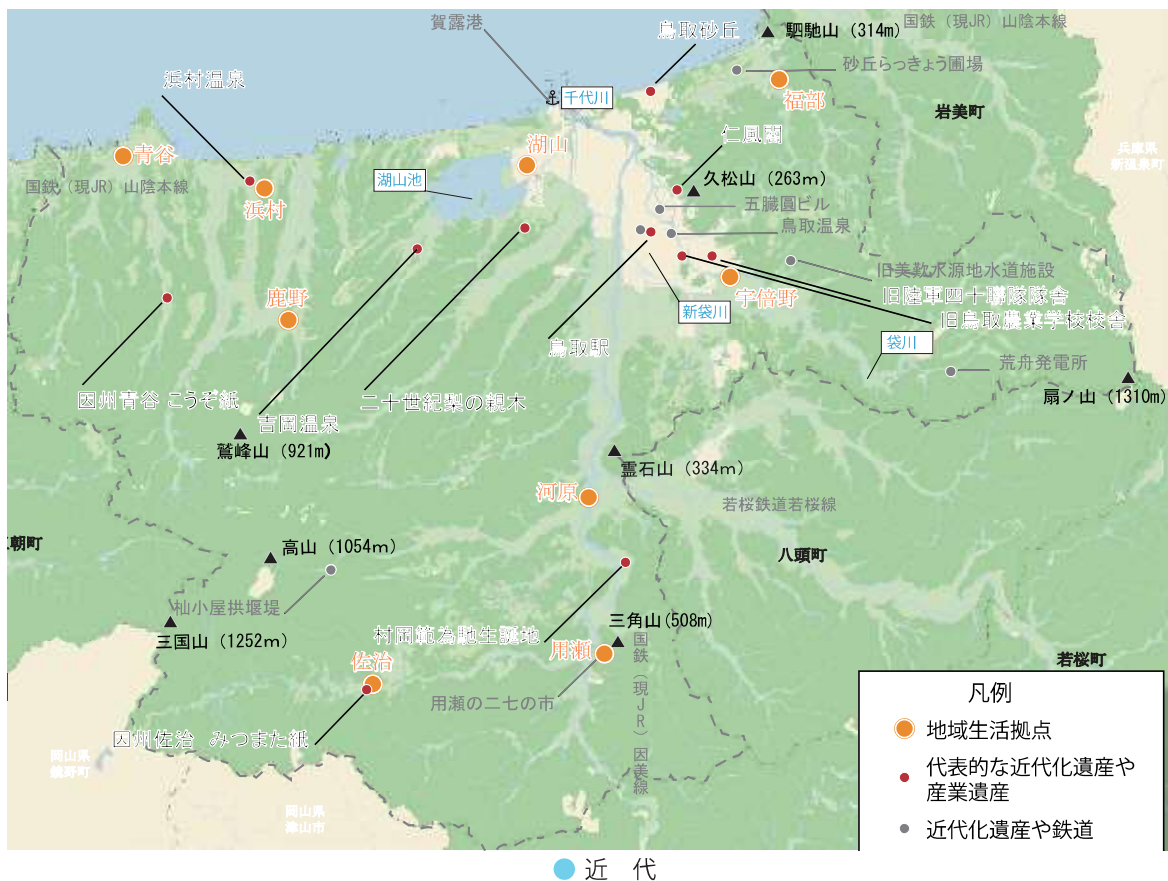 国鉄（現JR）山陰本線
賀露港
鳥取砂丘
駟馳山（314m）
砂丘らっきょう圃場
浜村温泉
福部
千代川
岩美町
仁風閣
湖山
青谷
兵庫県
新温泉町
久松山（263m）
国鉄（現JR）山陰本線
湖山池
浜村
五臓圓ビル
鳥取温泉
旧美歎水源地水道施設
鹿野
宇倍野
旧陸軍四十聯隊隊舎
新袋川
旧鳥取農業学校校舎
鳥取駅
袋川
荒舟発電所
因州青谷 こうぞ紙
二十世紀梨の親木
扇ノ山（1310m）
吉岡温泉
鷲峰山（921m）
霊石山（334m）
河原
若桜鉄道若桜線
朝町
高山（1054m）
八頭町
杣小屋拱堰堤
三国山（1252m）
三角山(508m)
村岡範為馳生誕地
用瀬
国鉄（現JR）因美線
佐治
若桜町
用瀬の二七の市
因州佐治　みつまた紙
岡山県
鏡野町
岡山県
津山市
凡例
地域生活拠点
代表的な近代化遺産や
産業遺産
近代化遺産や鉄道
近　代